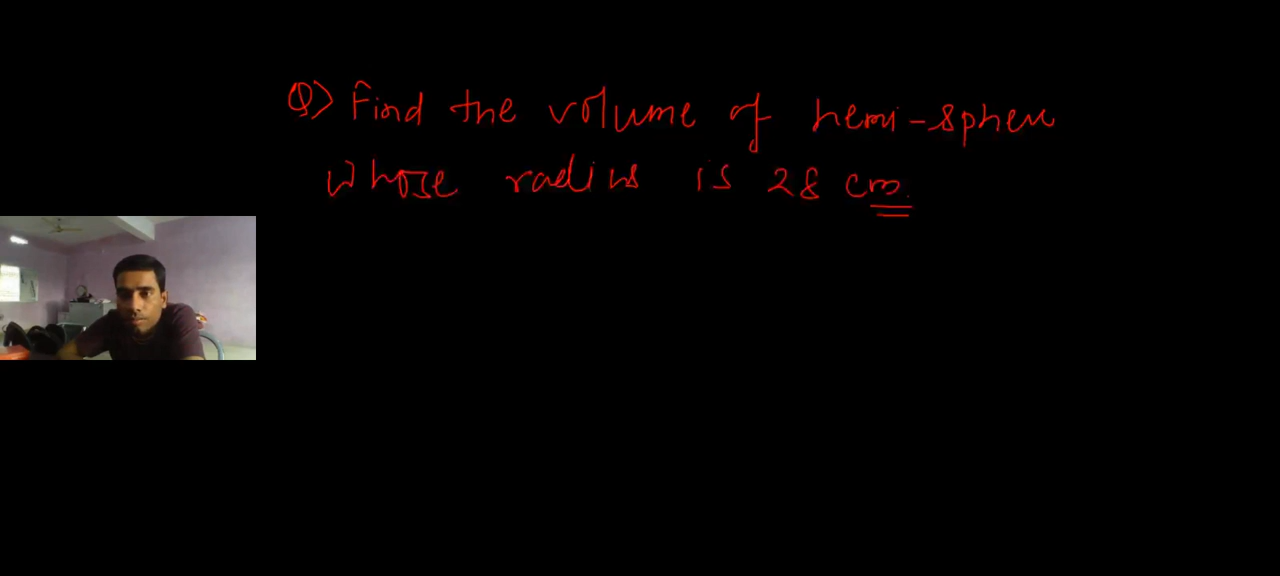 Q) Find the volume of hemi-sphere
whose radius is 28 cm.